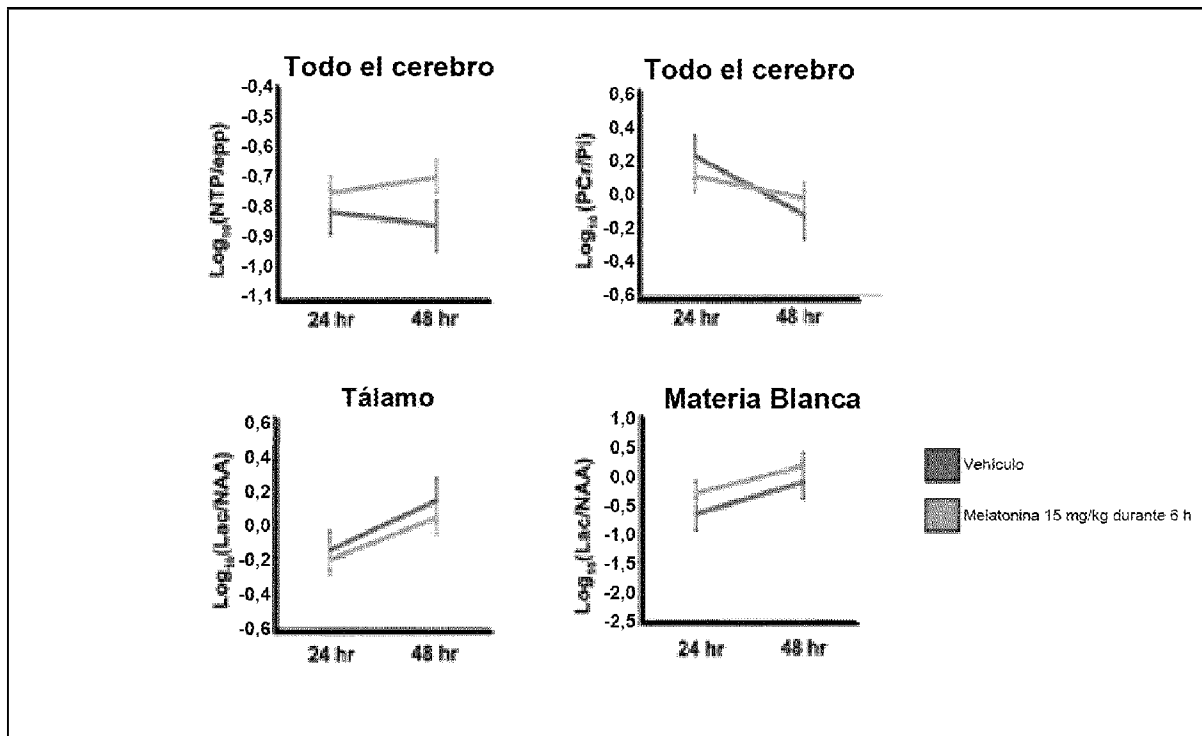 Todo el cerebro
Log₁₀(NTP/epp)
-0,4
-0,5
-0,6
-0,7
-0,8
-0,9
-1,0
-1,1
24 hr 48 hr
Todo el cerebro
Log₁₀(PCr/Pi)
0,6
0,4
0,2
0,0
-0,2
-0,4
-0,6
24 hr 48 hr
Tálamo
Log₁₀(Lac/NAA)
0,6
0,4
0,2
0,0
-0,2
-0,4
-0,6
24 hr 48 hr
Materia Blanca
Log₁₀(Lac/NAA)
1,0
0,5
0,0
-0,5
-1,0
-1,5
-2,0
-2,5
24 hr 48 hr
Vehículo
Melatonina 15 mg/kg durante 6 h